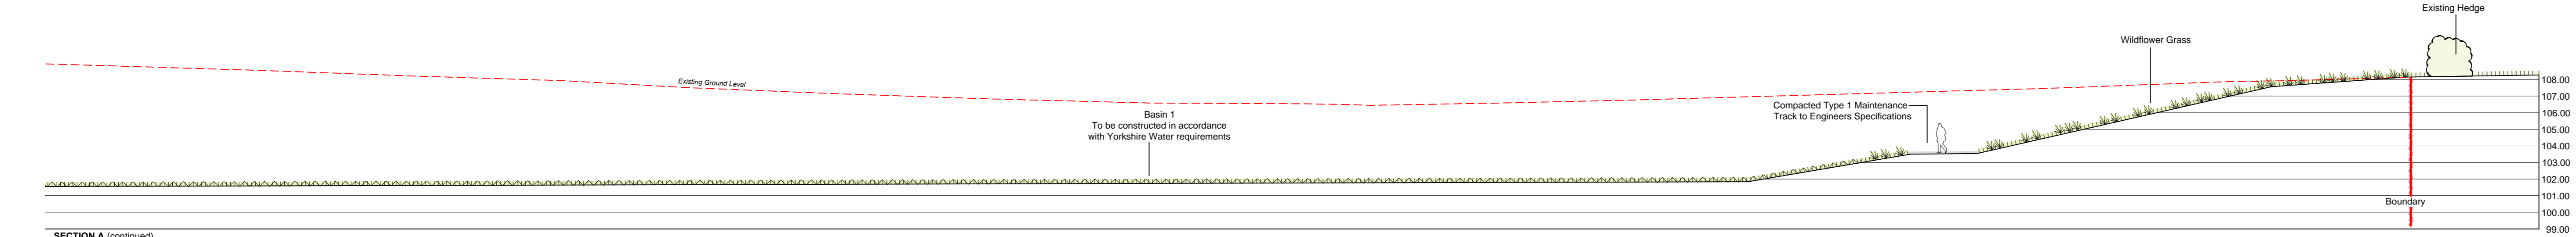 Existing Hedge
Wildflower Grass
Existing Ground Level
Compacted Type 1 Maintenance
Track to Engineers Specifications
Basin 1
To be constructed in accordance
with Yorkshire Water requirements
108.00
107.00
106.00
105.00
104.00
103.00
102.00
101.00
100.00
99.00
Boundary
SECTION A (continued)